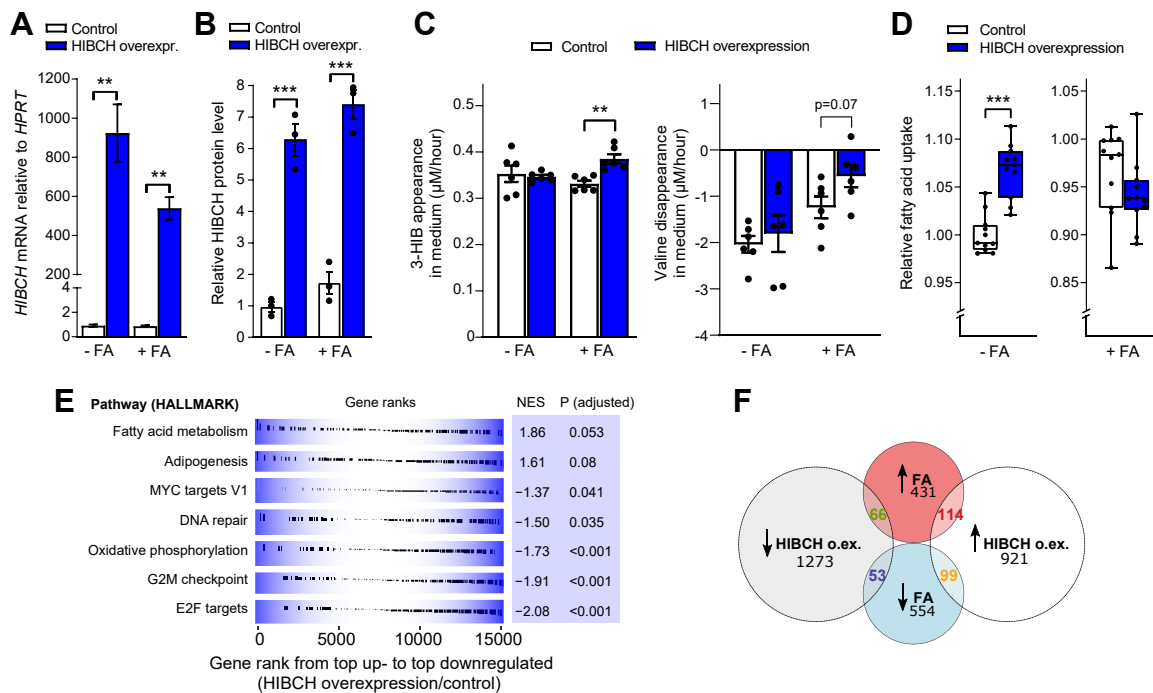 A
Control
HIBCH overexpr.
HIBCH mRNA relative to HPRT
1200
1000
800
600
400
200
4
2
0
**
**
- FA
+ FA
B
Control
HIBCH overexpr.
Relative HIBCH protein level
8
7
6
5
4
3
2
1
0
***
***
- FA
+ FA
C
Control
HIBCH overexpression
3-HIB disappearance
in medium (µM/hour)
0.5
0.4
0.3
0
**
- FA
+ FA
Valine disappearance
in medium (µM/hour)
0
-1
-2
-3
-4
p=0.07
- FA
+ FA
D
Control
HIBCH overexpression
Relative fatty acid uptake
1.15
1.10
1.05
1.00
0.95
***
- FA
1.05
1.00
0.95
0.90
0.85
0.80
+ FA
E
Pathway (HALLMARK) Gene ranks NES P (adjusted)
Fatty acid metabolism 1.86 0.053
Adipogenesis 1.61 0.08
MYC targets V1 −1.37 0.041
DNA repair −1.50 0.035
Oxidative phosphorylation −1.73 <0.001
G2M checkpoint −1.91 <0.001
E2F targets −2.08 <0.001
0 5000 10000 15000
Gene rank from top up- to top downregulated
(HIBCH overexpression/control)
F
↑ FA
431
66
114
↓ HIBCH o.ex.
1273
↑ HIBCH o.ex.
921
53
99
↓ FA
554